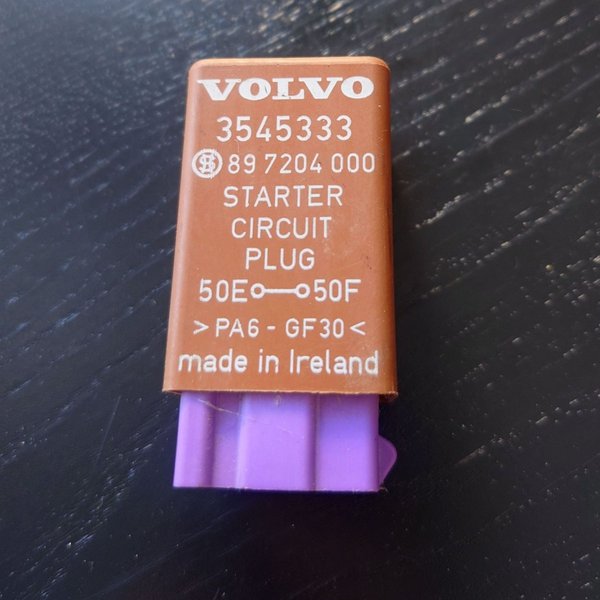 VOLVO
3545333
89 7204 000
STARTER
CIRCUIT
PLUG
50E 50F
>PA6 - GF30<
made in Ireland